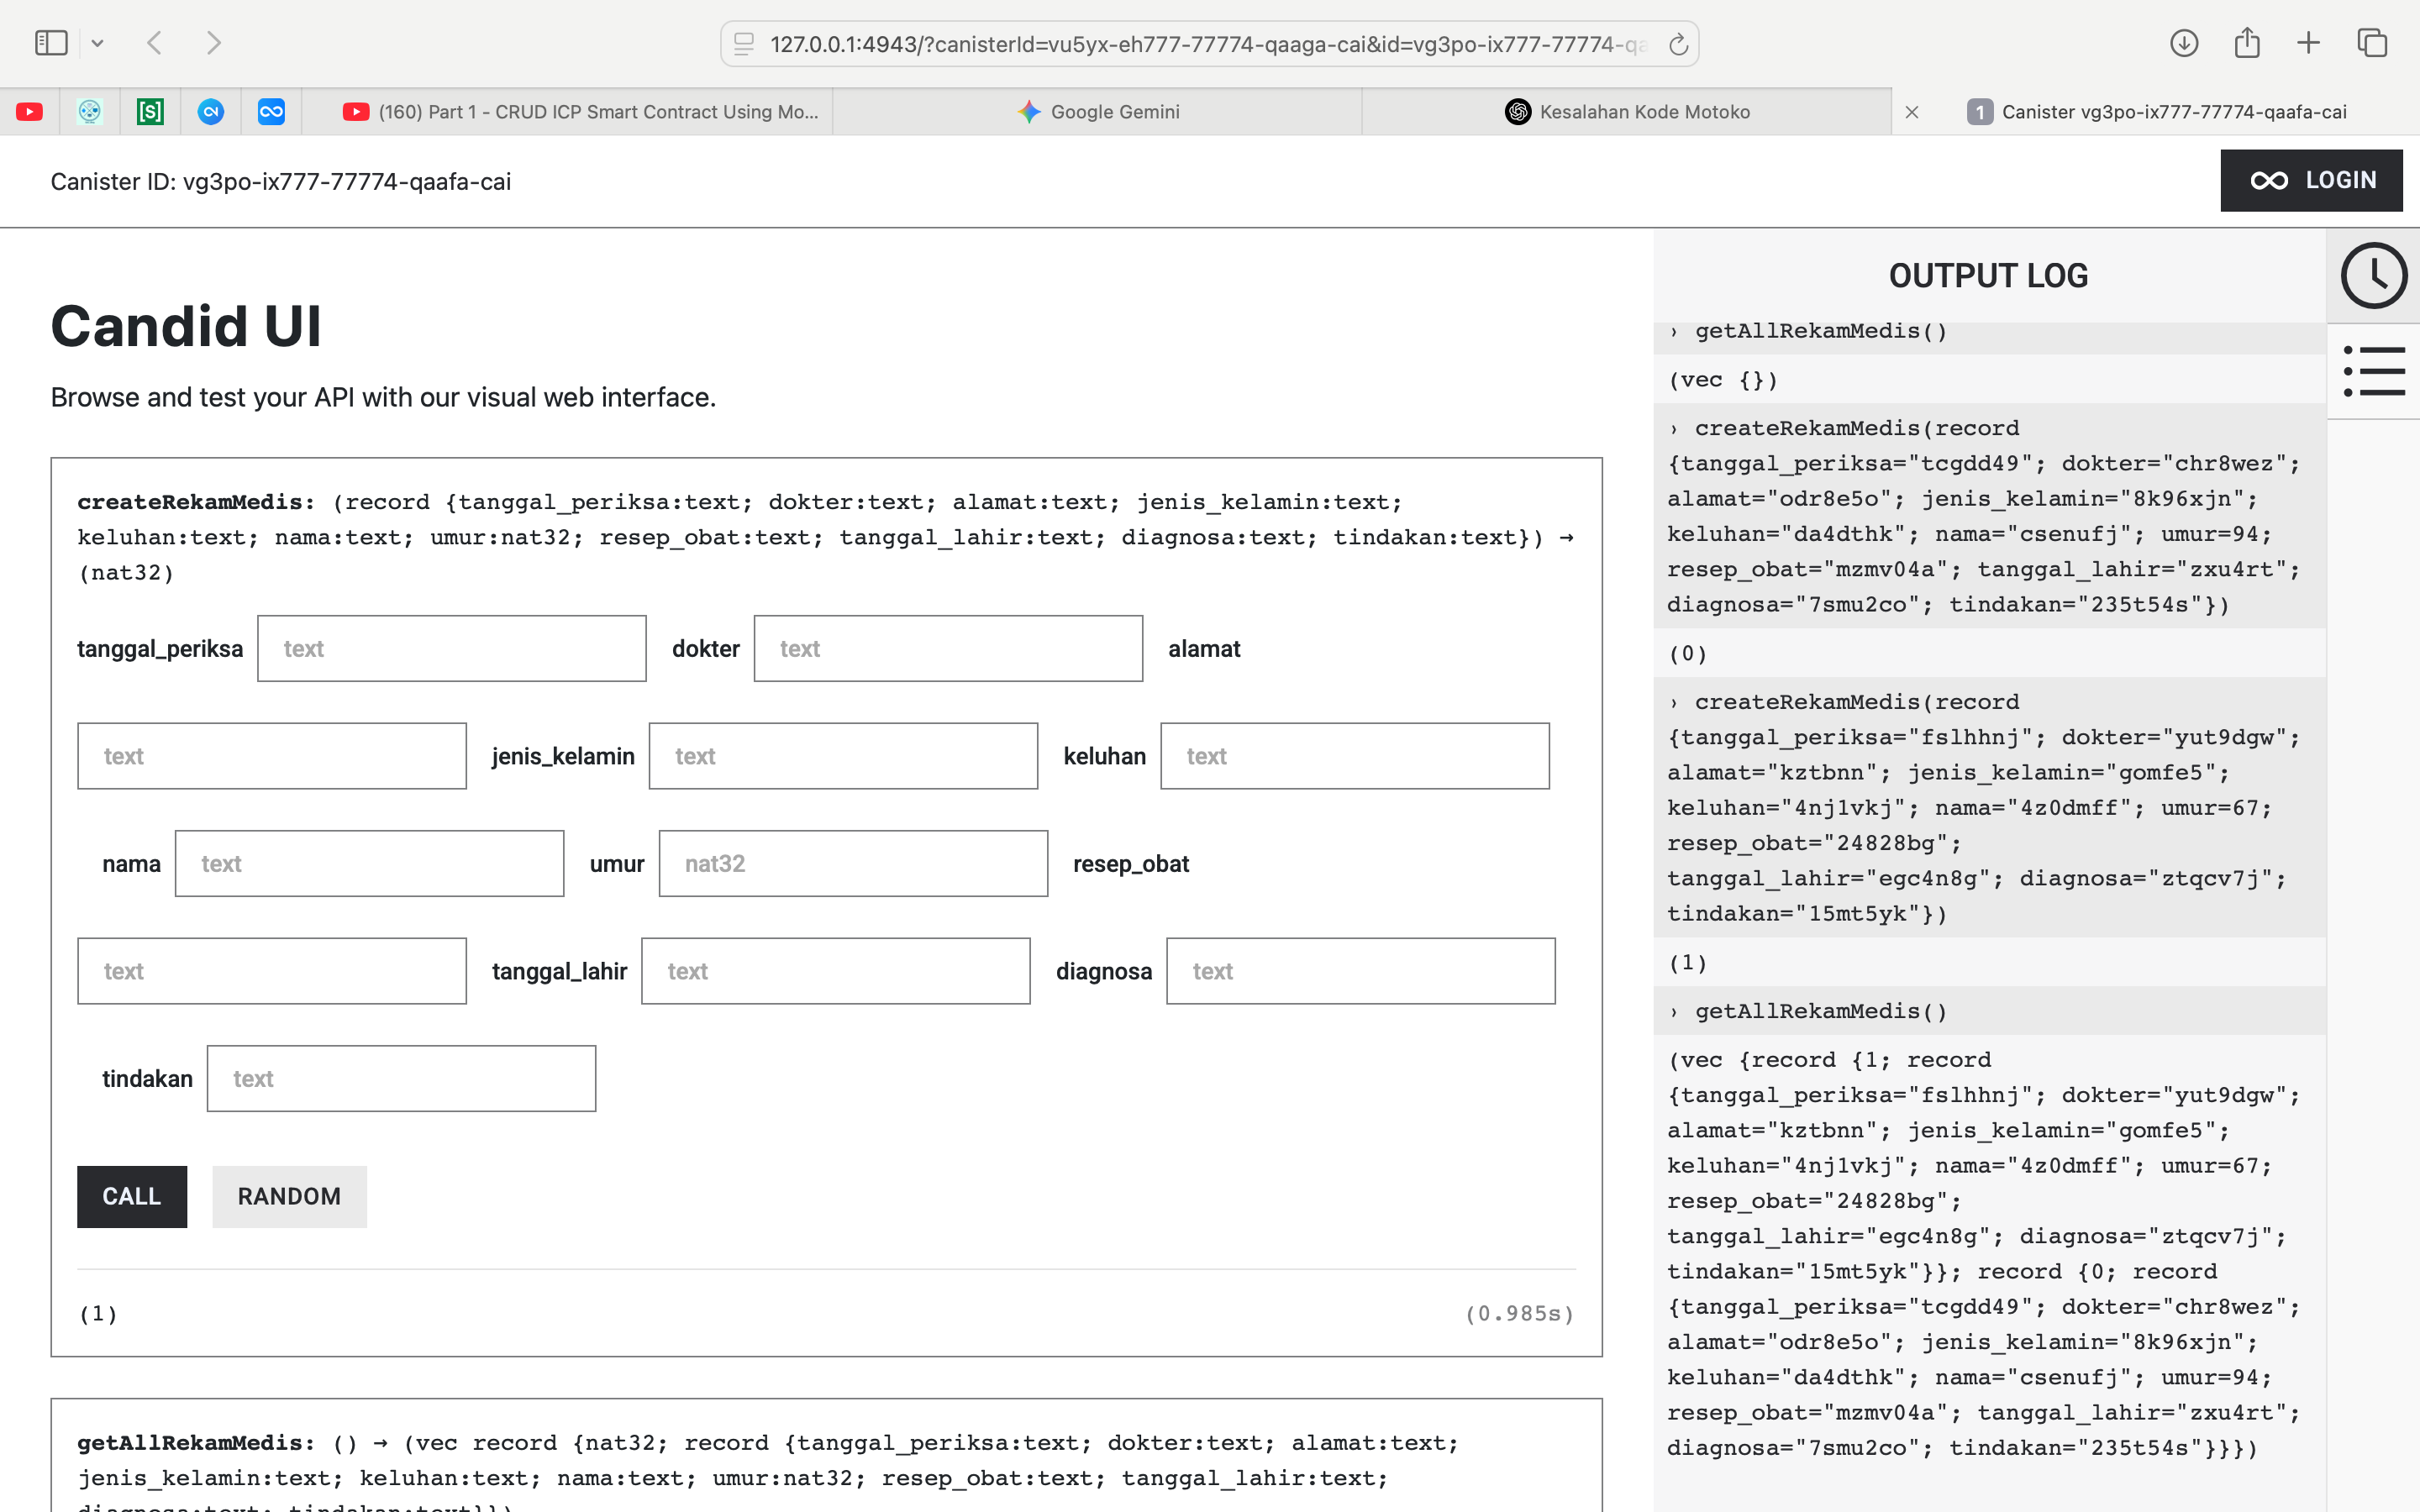 127.0.0.1:4943/?canisterId=vu5yx-eh777-77774-qaaga-cai&id=vg3po-ix777-77774-qa
[S]
(160) Part 1 - CRUD ICP Smart Contract Using Mo...
Google Gemini
Kesalahan Kode Motoko
1 Canister vg3po-ix777-77774-qaafa-cai
Canister ID: vg3po-ix777-77774-qaafa-cai
LOGIN
Candid UI
Browse and test your API with our visual web interface.
createRekamMedis: (record {tanggal_periksa:text; dokter:text; alamat:text; jenis_kelamin:text;
keluhan:text; nama:text; umur:nat32; resep_obat:text; tanggal_lahir:text; diagnosa:text; tindakan:text}) →
(nat32)
tanggal_periksa text dokter text alamat
text jenis_kelamin text keluhan text
nama text umur nat32 resep_obat
text tanggal_lahir text diagnosa text
tindakan text
CALL RANDOM
(1) (0.985s)
getAllRekamMedis: () → (vec record {nat32; record {tanggal_periksa:text; dokter:text; alamat:text;
jenis_kelamin:text; keluhan:text; nama:text; umur:nat32; resep_obat:text; tanggal_lahir:text;
diagnosa:text; tindakan:text}})
OUTPUT LOG
› getAllRekamMedis()
(vec {})
› createRekamMedis(record
{tanggal_periksa="tcgdd49"; dokter="chr8wez";
alamat="odr8e5o"; jenis_kelamin="8k96xjn";
keluhan="da4dthk"; nama="csenufj"; umur=94;
resep_obat="mzmv04a"; tanggal_lahir="zxu4rt";
diagnosa="7smu2co"; tindakan="235t54s"})
(0)
› createRekamMedis(record
{tanggal_periksa="fslhhnj"; dokter="yut9dgw";
alamat="kztbnn"; jenis_kelamin="gomfe5";
keluhan="4nj1vkj"; nama="4z0dmff"; umur=67;
resep_obat="24828bg";
tanggal_lahir="egc4n8g"; diagnosa="ztqcv7j";
tindakan="15mt5yk"})
(1)
› getAllRekamMedis()
(vec {record {1; record
{tanggal_periksa="fslhhnj"; dokter="yut9dgw";
alamat="kztbnn"; jenis_kelamin="gomfe5";
keluhan="4nj1vkj"; nama="4z0dmff"; umur=67;
resep_obat="24828bg";
tanggal_lahir="egc4n8g"; diagnosa="ztqcv7j";
tindakan="15mt5yk"}}; record {0; record
{tanggal_periksa="tcgdd49"; dokter="chr8wez";
alamat="odr8e5o"; jenis_kelamin="8k96xjn";
keluhan="da4dthk"; nama="csenufj"; umur=94;
resep_obat="mzmv04a"; tanggal_lahir="zxu4rt";
diagnosa="7smu2co"; tindakan="235t54s"}}})